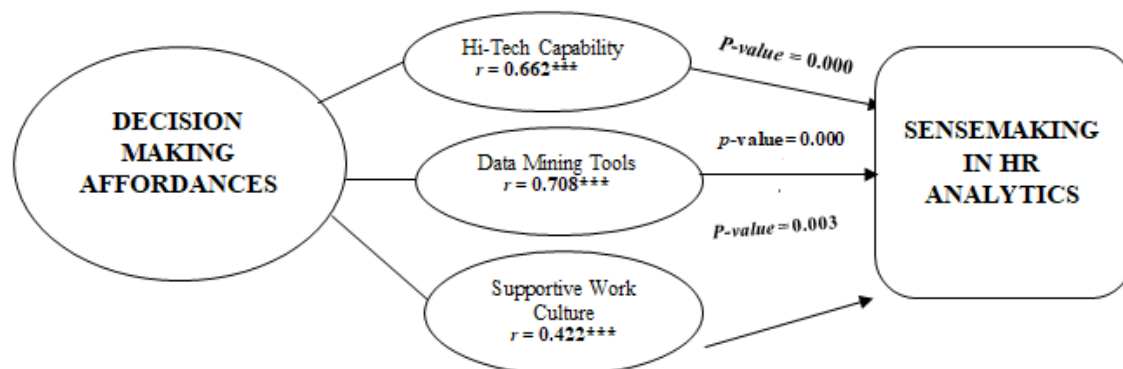 DECISION
MAKING
AFFORDANCES
Hi-Tech Capability
r = 0.662***
Data Mining Tools
r = 0.708***
Supportive Work
Culture
r = 0.422***
P-value = 0.000
p-value=0.000
P-value = 0.003
SENSEMAKING
IN HR
ANALYTICS